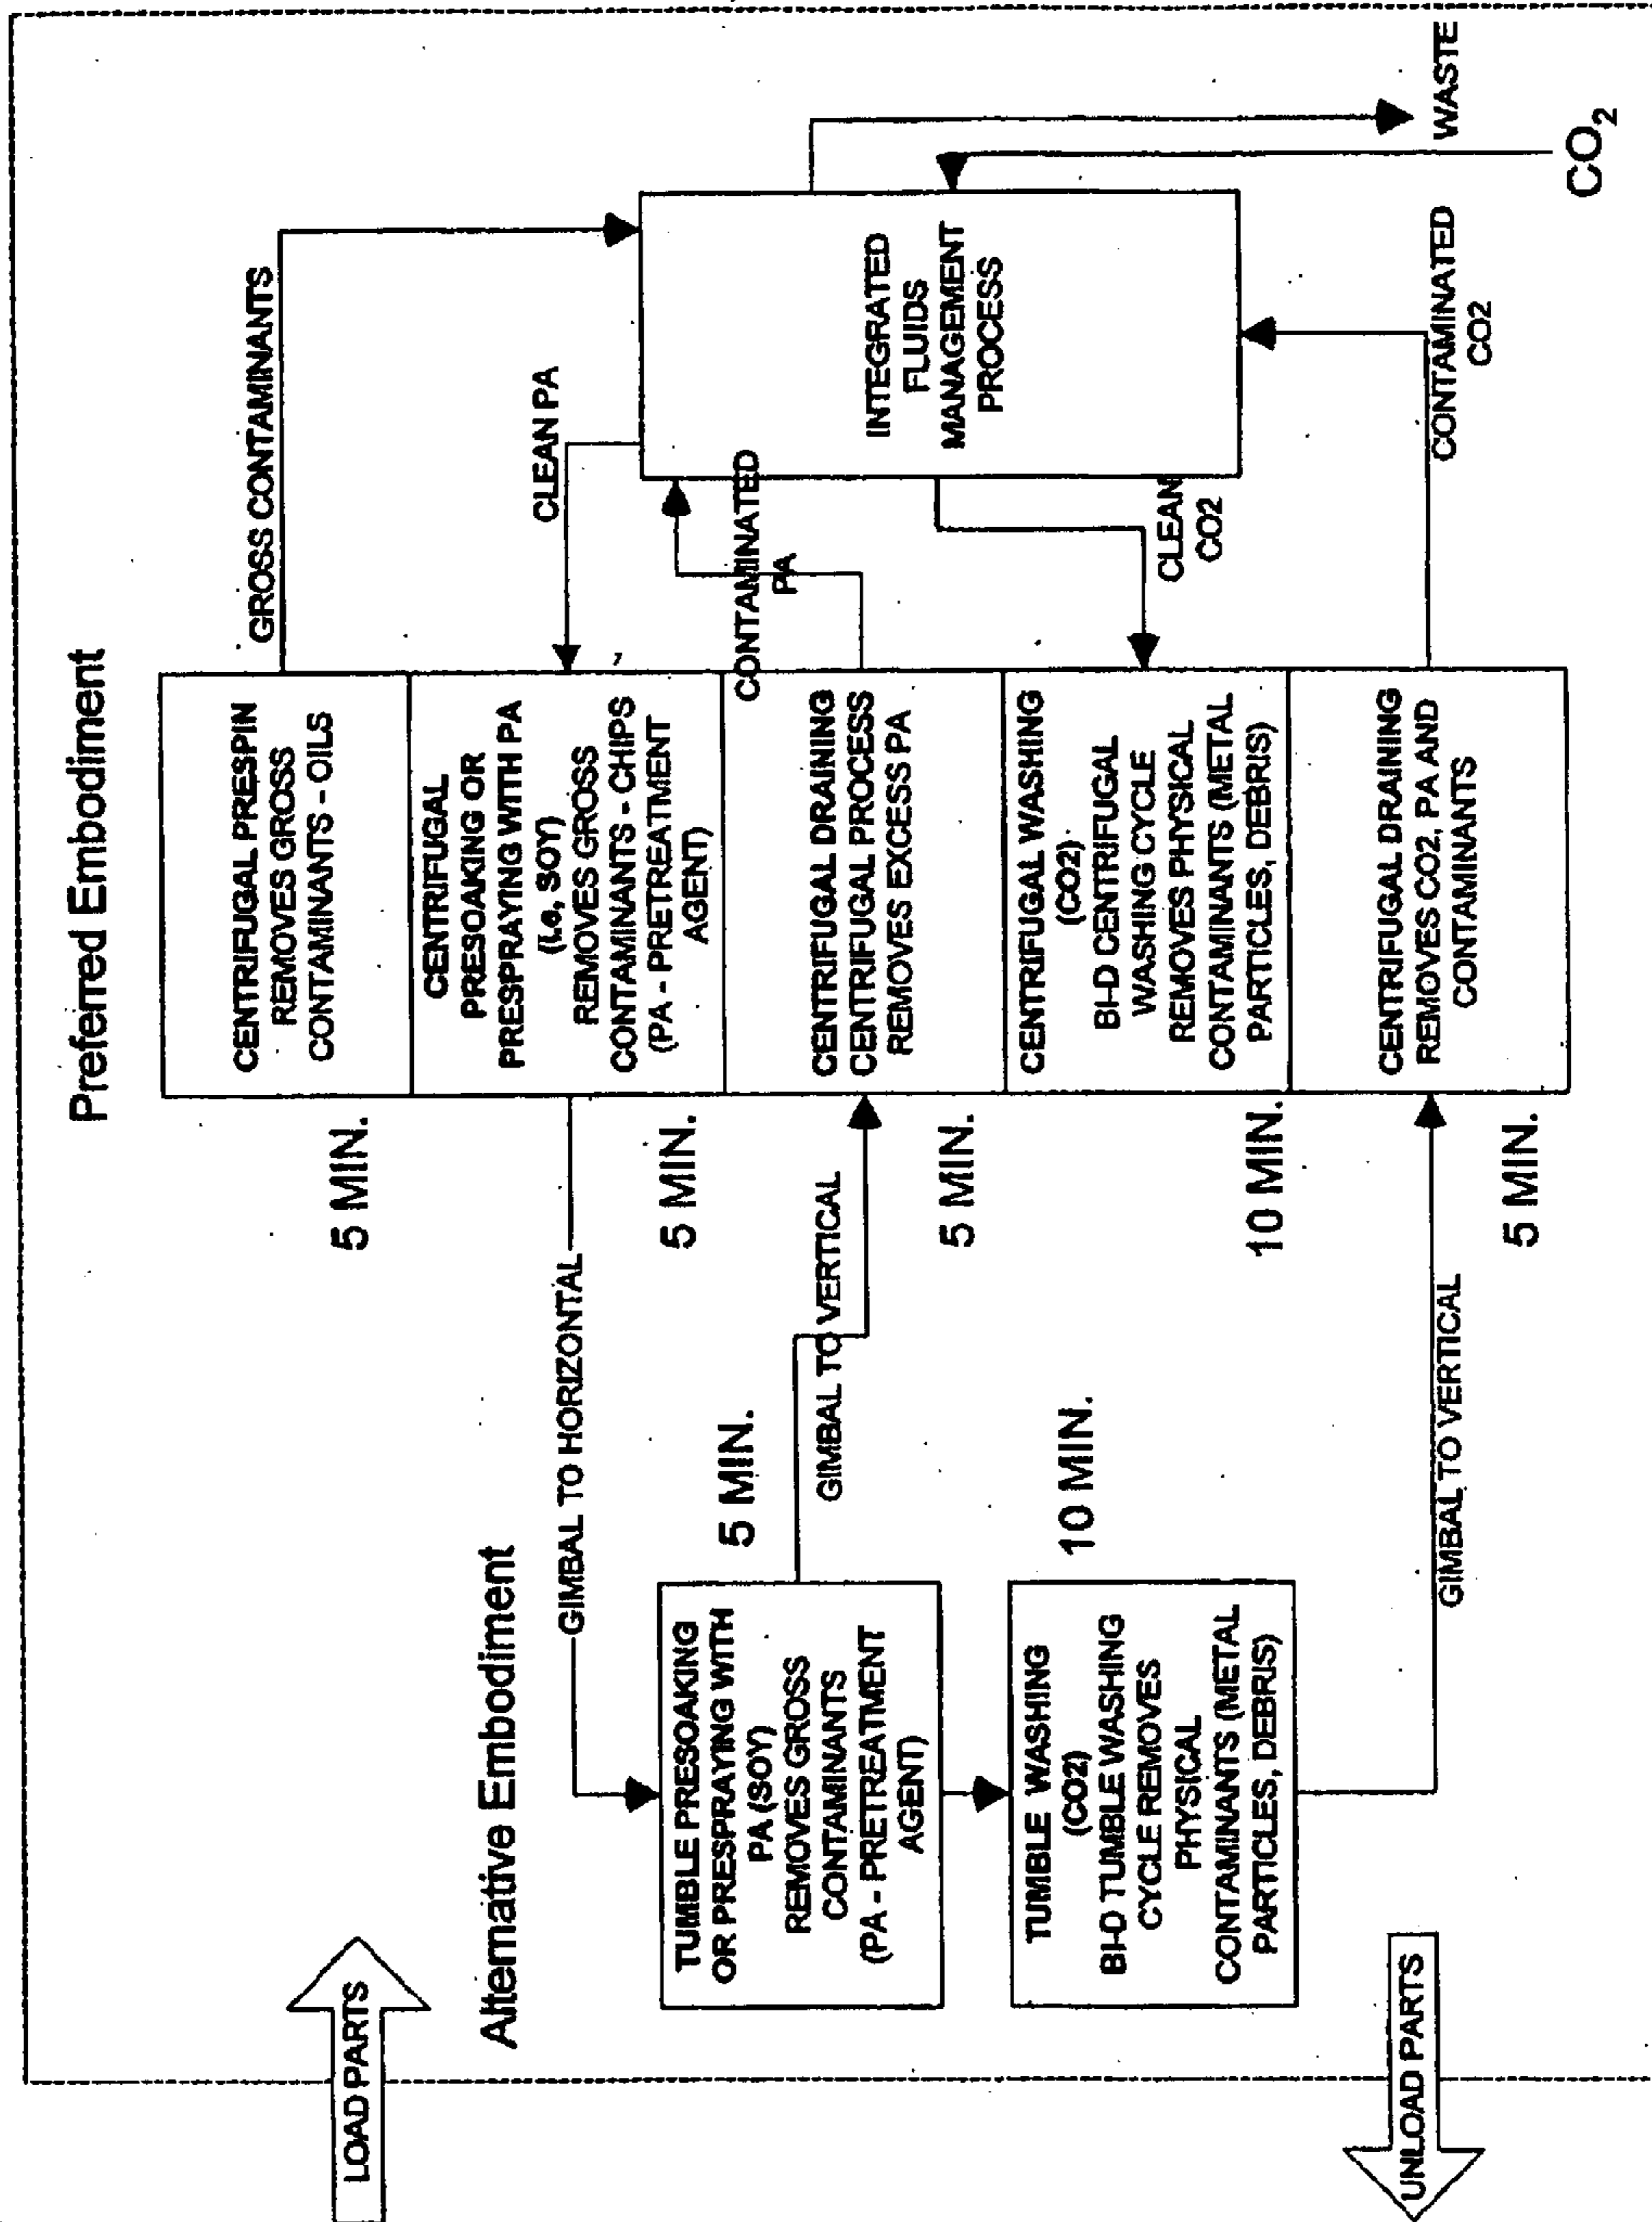 Preferred Embodiment
LOAD PARTS
Alternative Embodiment
5 MIN.
CENTRIFUGAL PRESPIN
REMOVES GROSS
CONTAMINANTS - OILS
GROSS CONTAMINANTS
GIMBAL TO HORIZONTAL
5 MIN.
CENTRIFUGAL
PRESOAKING OR
PRESPRAYING WITH PA
(i.e, SOY)
REMOVES GROSS
CONTAMINANTS - CHIPS
(PA - PRETREATMENT
AGENT)
CLEAN PA
TUMBLE PRESOAKING
OR PRESPRAYING WITH
PA (SOY)
REMOVES GROSS
CONTAMINANTS
(PA - PRETREATMENT
AGENT)
5 MIN.
GIMBAL TO VERTICAL
5 MIN.
CENTRIFUGAL DRAINING
CENTRIFUGAL PROCESS
REMOVES EXCESS PA
CONTAMINATED
PA
INTEGRATED
FLUIDS
MANAGEMENT
PROCESS
TUMBLE WASHING
(CO2)
BI-D TUMBLE WASHING
CYCLE REMOVES
PHYSICAL
CONTAMINANTS (METAL
PARTICLES, DEBRIS)
10 MIN.
10 MIN.
CENTRIFUGAL WASHING
(CO2)
BI-D CENTRIFUGAL
WASHING CYCLE
REMOVES PHYSICAL
CONTAMINANTS (METAL
PARTICLES, DEBRIS)
CLEAN
CO2
UNLOAD PARTS
GIMBAL TO VERTICAL
5 MIN.
CENTRIFUGAL DRAINING
REMOVES CO2, PA AND
CONTAMINANTS
CONTAMINATED
CO2
WASTE
CO₂